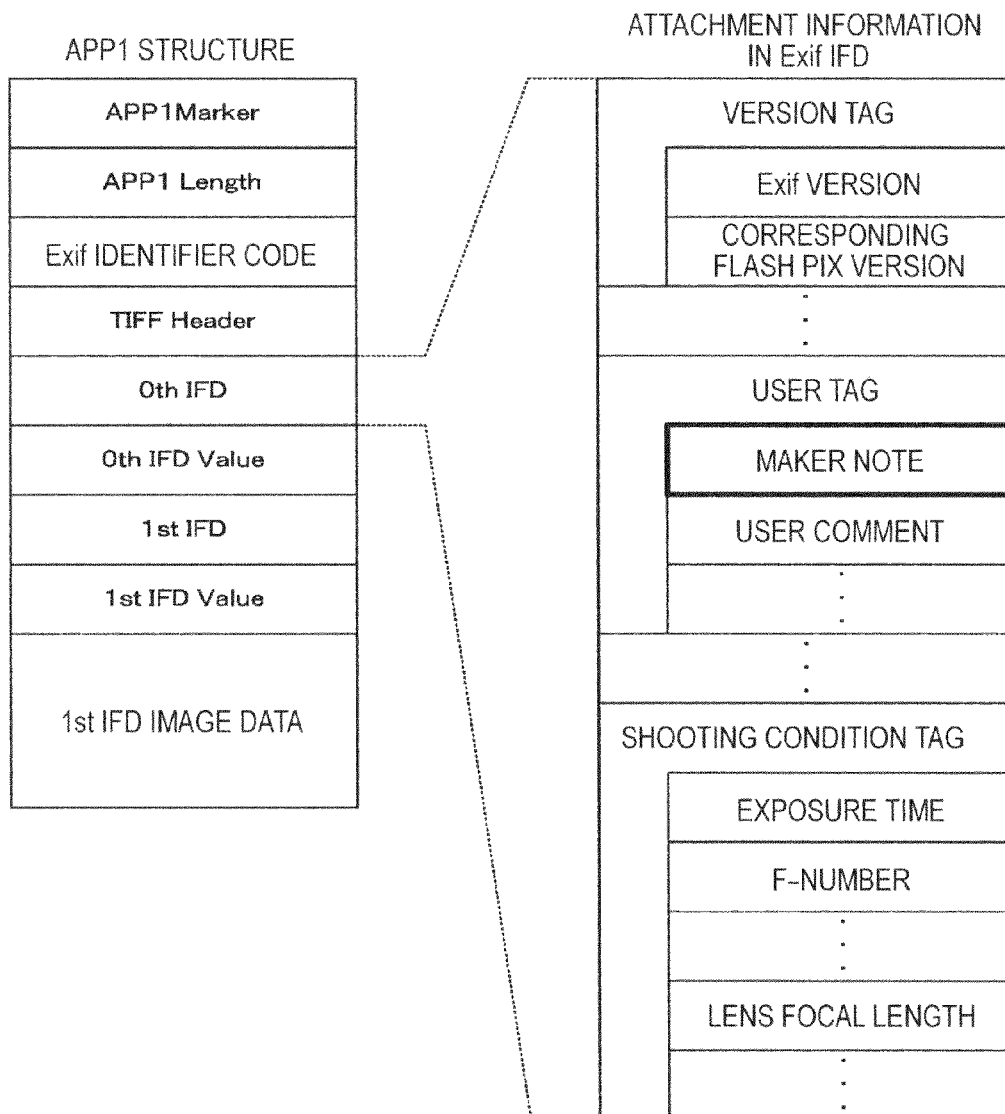 APP1 STRUCTURE
APP1Marker
APP1 Length
Exif IDENTIFIER CODE
TIFF Header
0th IFD
0th IFD Value
1st IFD
1st IFD Value
1st IFD IMAGE DATA
ATTACHMENT INFORMATION
IN Exif IFD
VERSION TAG
Exif VERSION
CORRESPONDING
FLASH PIX VERSION
USER TAG
MAKER NOTE
USER COMMENT
SHOOTING CONDITION TAG
EXPOSURE TIME
F-NUMBER
LENS FOCAL LENGTH